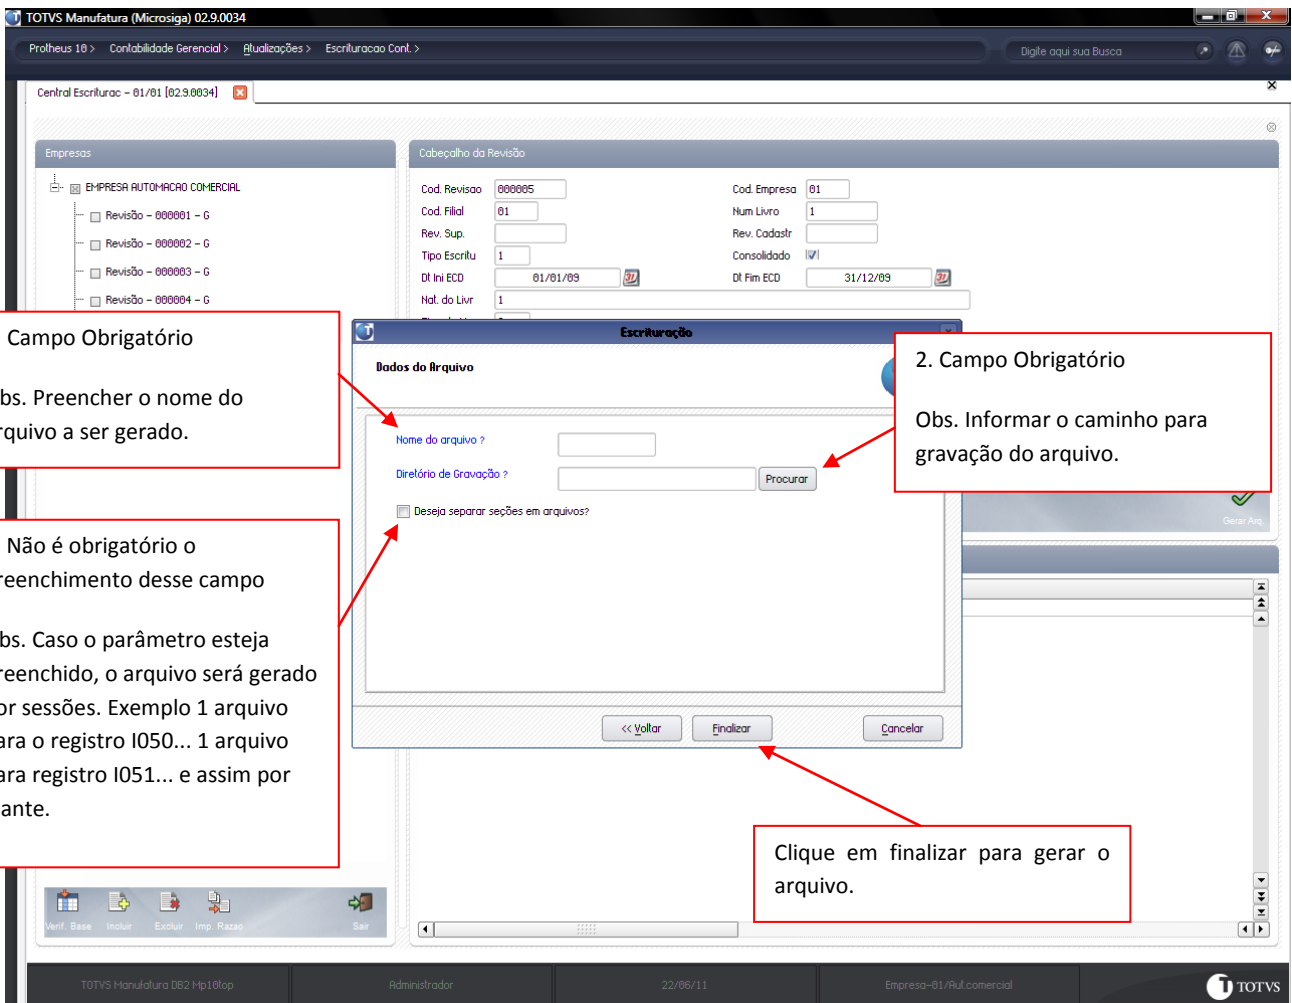 TOTVS Manufatura (Microsiga) 02.9.0034
Protheus 10 > Contabilidade Gerencial > Atualizações > Escrituracao Cont. >
Digite aqui sua Busca
Central Escriturac - 01/01 [02.9.0034]
Empresas
EMPRESA AUTOMACAO COMERCIAL
Revisão - 000001 - G
Revisão - 000002 - G
Revisão - 000003 - G
Revisão - 000004 - G
Cabeçalho da Revisão
Cod. Revisao 000005 Cod. Empresa 01
Cod. Filial 01 Num Livro 1
Rev. Sup. Rev. Cadastr
Tipo Escritu 1 Consolidado
Dt Ini ECD 01/01/09 31 Dt Fim ECD 31/12/09 31
Nat. do Livr 1
Campo Obrigatório
bs. Preencher o nome do
rquivo a ser gerado.
Escrituração
Dados do Arquivo
Nome do arquivo ?
Diretório de Gravação ?
Procurar
Deseja separar seções em arquivos?
<< Voltar
Finalizar
Cancelar
2. Campo Obrigatório
Obs. Informar o caminho para
gravação do arquivo.
Gerar Arq.
Não é obrigatório o
reenchimento desse campo
bs. Caso o parâmetro esteja
reenchido, o arquivo será gerado
or sessões. Exemplo 1 arquivo
ara o registro I050... 1 arquivo
ara registro I051... e assim por
ante.
Clique em finalizar para gerar o
arquivo.
Verif. Base Incluir Excluir Imp. Razao Sair
TOTVS Manufatura DB2 Mp10top Administrador 22/06/11 Empresa-01/Aut.comercial TOTVS